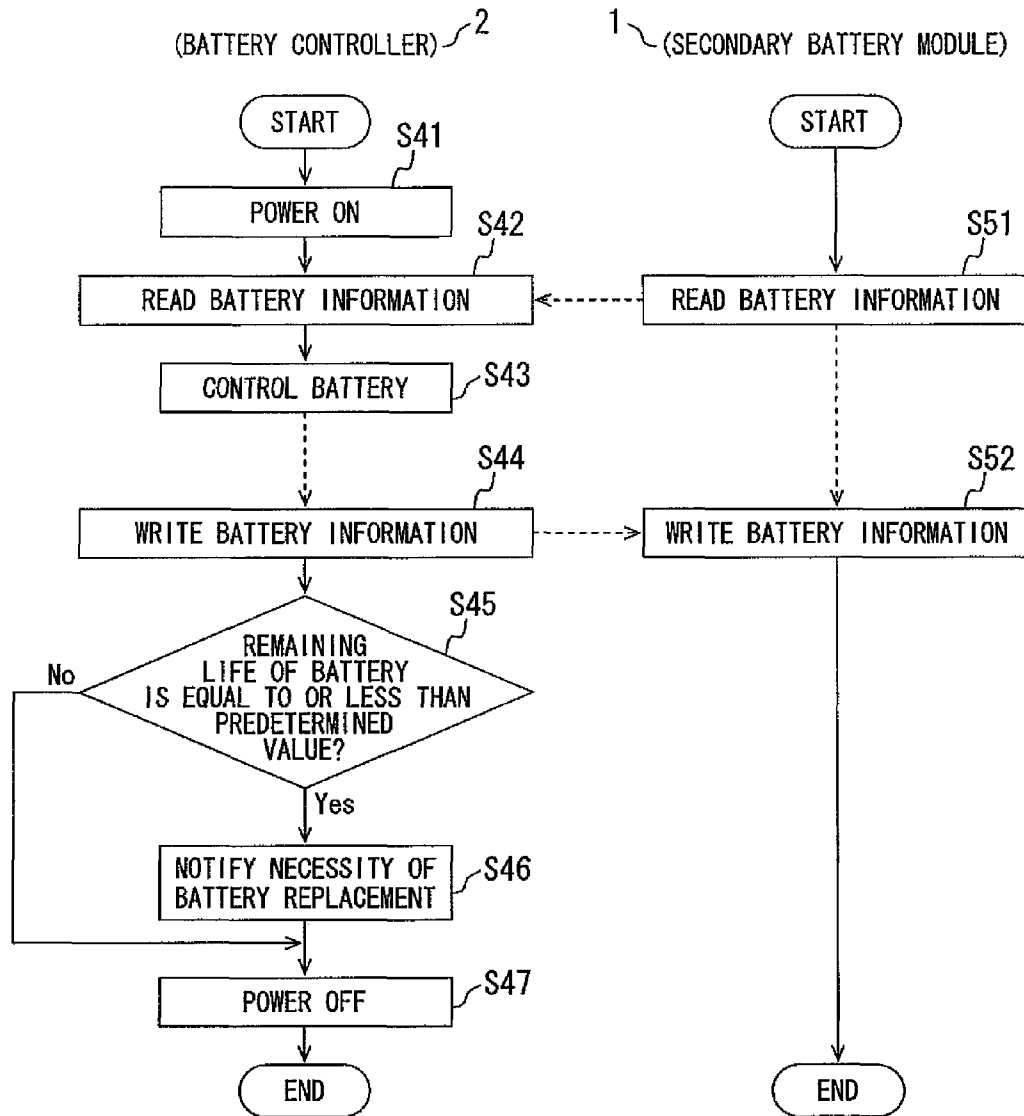 (BATTERY CONTROLLER) 2
1 (SECONDARY BATTERY MODULE)
START
START
S41
POWER ON
S42
S51
READ BATTERY INFORMATION
READ BATTERY INFORMATION
CONTROL BATTERY
S43
S44
S52
WRITE BATTERY INFORMATION
WRITE BATTERY INFORMATION
S45
REMAINING
LIFE OF BATTERY
IS EQUAL TO OR LESS THAN
PREDETERMINED
VALUE?
No
Yes
NOTIFY NECESSITY OF
BATTERY REPLACEMENT
S46
POWER OFF
S47
END
END